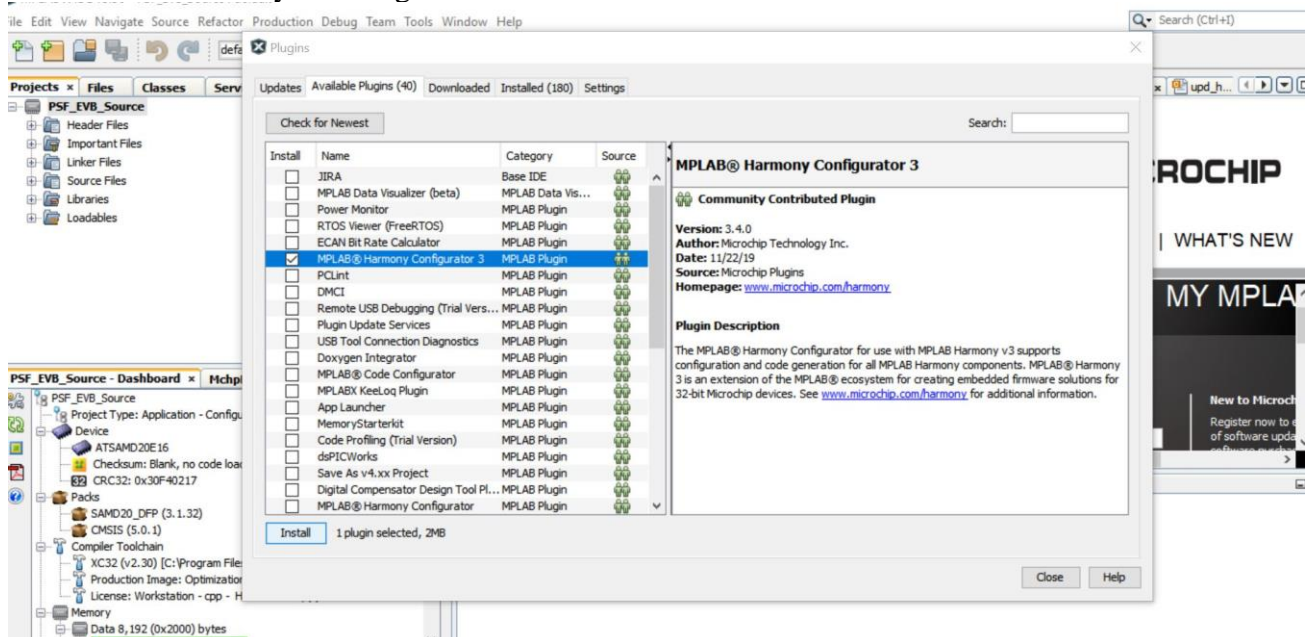 File Edit View Navigate Source Refactor Production Debug Team Tools Window Help
Search (Ctrl+I)
defa
Plugins
Projects Files Classes Serv
upd_h...
PSF_EVB_Source
Header Files
Important Files
Linker Files
Source Files
Libraries
Loadables
Updates Available Plugins (40) Downloaded Installed (180) Settings
Check for Newest
Search:
Install Name Category Source
JIRA Base IDE
MPLAB Data Visualizer (beta) MPLAB Data Vis...
Power Monitor MPLAB Plugin
RTOS Viewer (FreeRTOS) MPLAB Plugin
ECAN Bit Rate Calculator MPLAB Plugin
MPLAB® Harmony Configurator 3 MPLAB Plugin
PCLint MPLAB Plugin
DMCI MPLAB Plugin
Remote USB Debugging (Trial Vers... MPLAB Plugin
Plugin Update Services MPLAB Plugin
USB Tool Connection Diagnostics MPLAB Plugin
Doxygen Integrator MPLAB Plugin
MPLAB® Code Configurator MPLAB Plugin
MPLABX KeeLoq Plugin MPLAB Plugin
App Launcher MPLAB Plugin
MemoryStarterkit MPLAB Plugin
Code Profiling (Trial Version) MPLAB Plugin
dsPICWorks MPLAB Plugin
Save As v4.xx Project MPLAB Plugin
Digital Compensator Design Tool Pl... MPLAB Plugin
MPLAB® Harmony Configurator MPLAB Plugin
Install 1 plugin selected, 2MB
MPLAB® Harmony Configurator 3
Community Contributed Plugin
Version: 3.4.0
Author: Microchip Technology Inc.
Date: 11/22/19
Source: Microchip Plugins
Homepage: www.microchip.com/harmony
Plugin Description
The MPLAB® Harmony Configurator for use with MPLAB Harmony v3 supports
configuration and code generation for all MPLAB Harmony components. MPLAB® Harmony
3 is an extension of the MPLAB® ecosystem for creating embedded firmware solutions for
32-bit Microchip devices. See www.microchip.com/harmony for additional information.
Close Help
PSF_EVB_Source - Dashboard Mchpl
PSF_EVB_Source
Project Type: Application - Configu
Device
ATSAMD20E16
Checksum: Blank, no code loa
CRC32: 0x30F40217
Packs
SAMD20_DFP (3.1.32)
CMSIS (5.0.1)
Compiler Toolchain
XC32 (v2.30) [C:\Program File
Production Image: Optimization
License: Workstation - cpp - H
Memory
Data 8,192 (0x2000) bytes
ROCHIP
| WHAT'S NEW
MY MPLA
New to Microch
Register now to e
of software upda